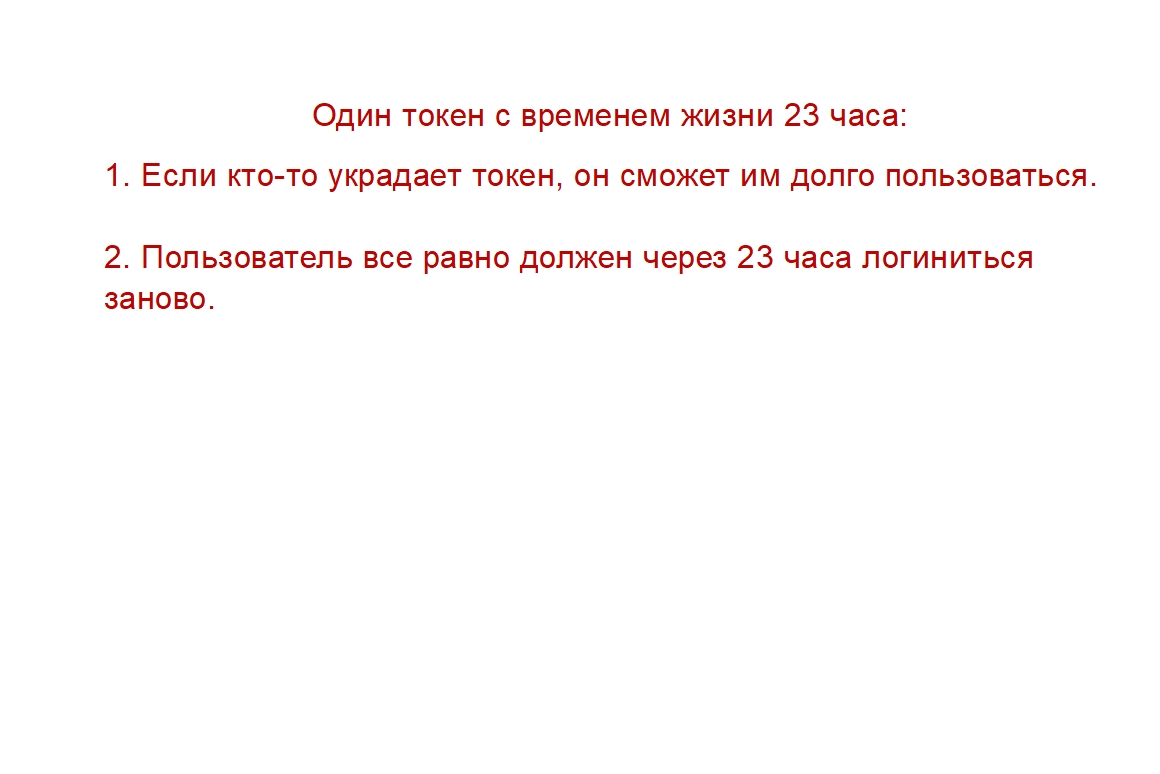 Один токен с временем жизни 23 часа:
1. Если кто-то украдает токен, он сможет им долго пользоваться.
2. Пользователь все равно должен через 23 часа логиниться
заново.